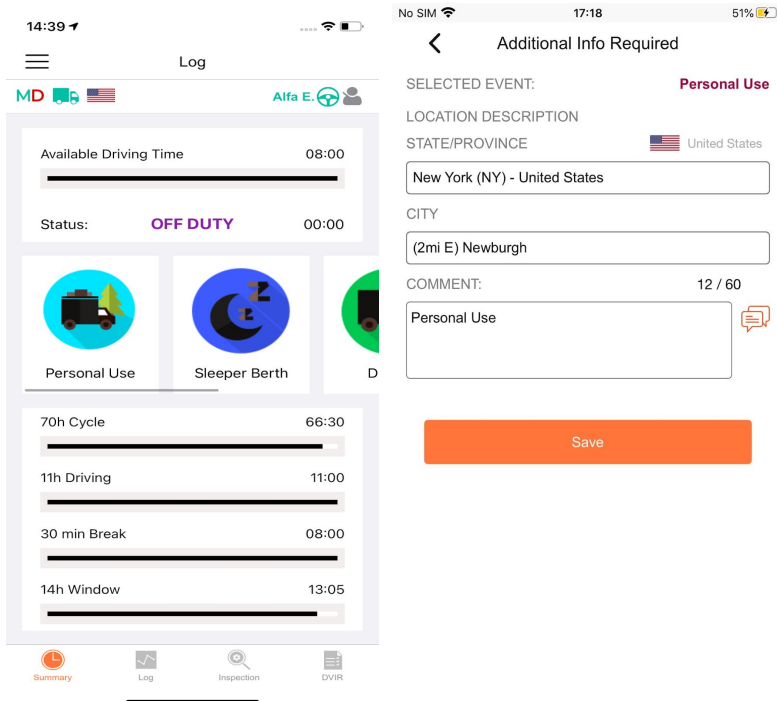 14:39
Log
MD
Alfa E.
Available Driving Time 08:00
Status: OFF DUTY 00:00
Personal Use Sleeper Berth D
70h Cycle 66:30
11h Driving 11:00
30 min Break 08:00
14h Window 13:05
Summary Log Inspection DVIR
No SIM 17:18 51%
Additional Info Required
SELECTED EVENT: Personal Use
LOCATION DESCRIPTION
STATE/PROVINCE United States
New York (NY) - United States
CITY
(2mi E) Newburgh
COMMENT: 12 / 60
Personal Use
Save